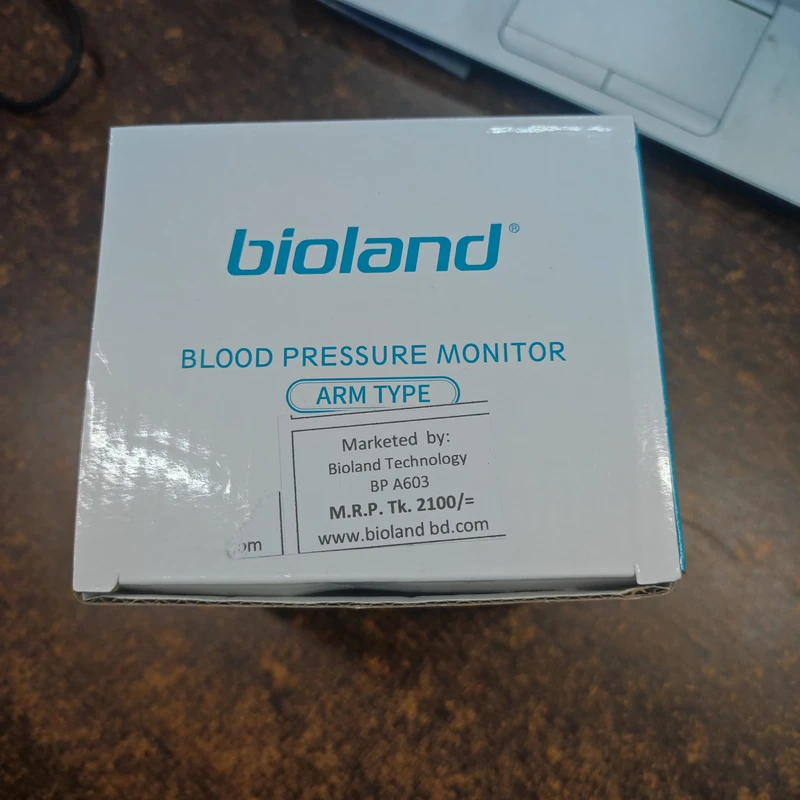 bioland®
BLOOD PRESSURE MONITOR
ARM TYPE
Marketed by:
Bioland Technology
BP A603
M.R.P. Tk. 2100/=
www.bioland bd.com